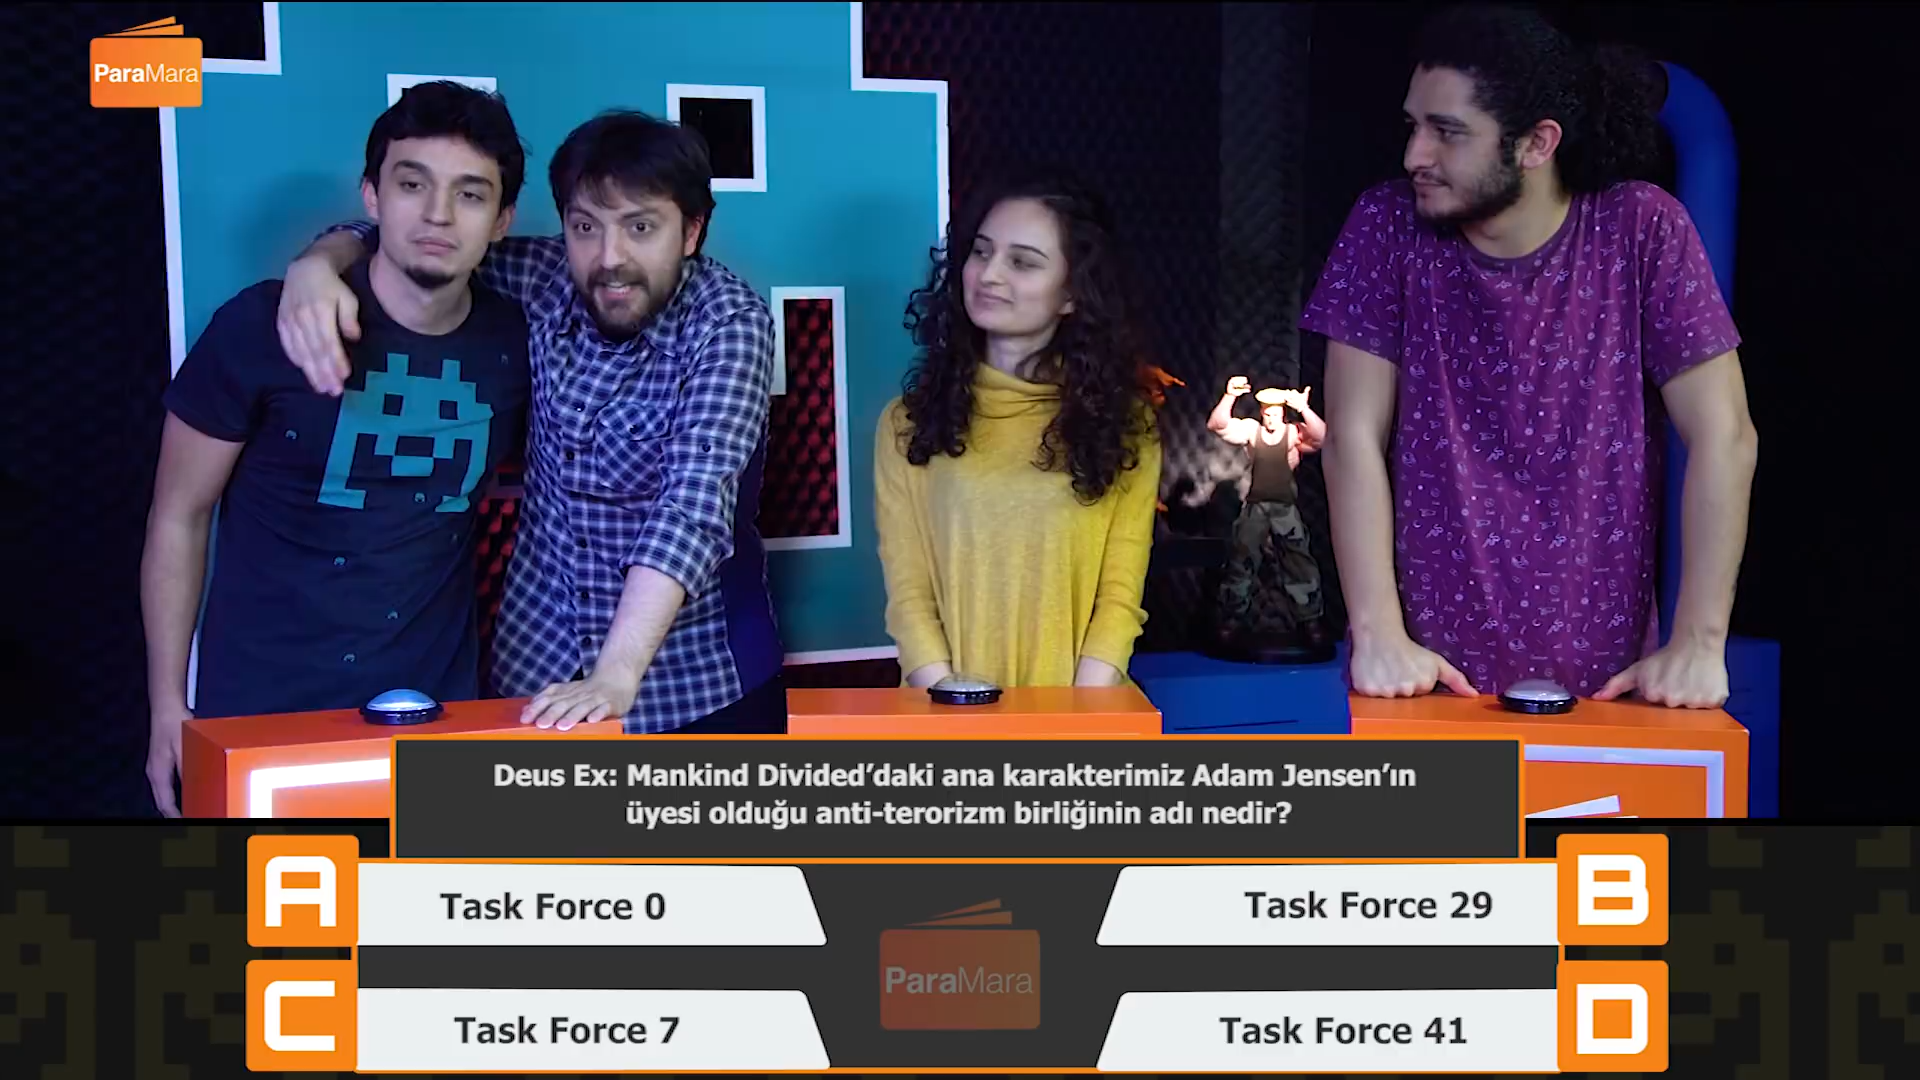 ParaMara
Deus Ex: Mankind Divided’daki ana karakterimiz Adam Jensen’ın
üyesi olduğu anti-terorizm birliğinin adı nedir?
A
Task Force 0
B
Task Force 29
C
Task Force 7
D
Task Force 41
ParaMara